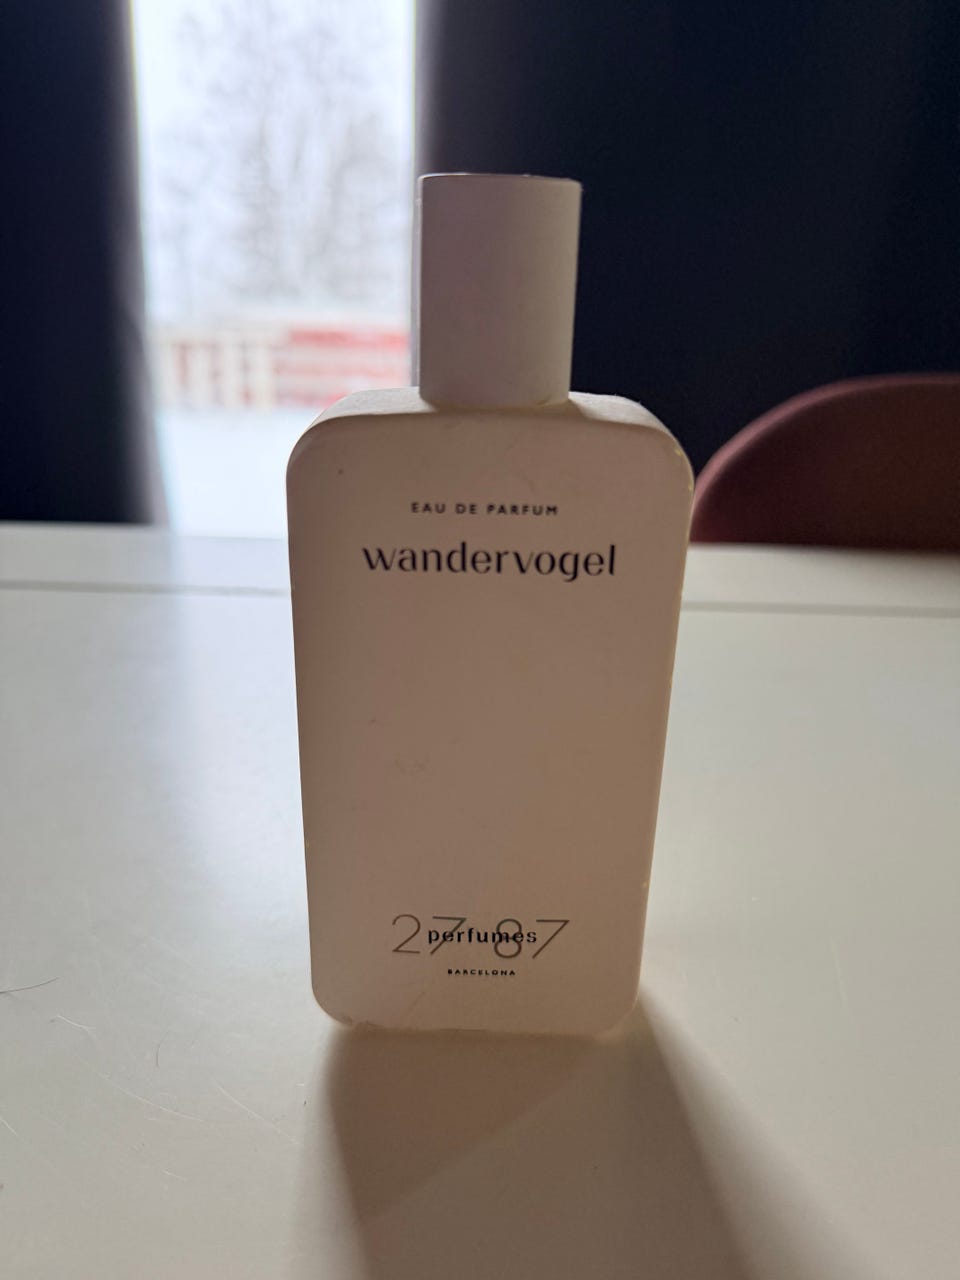 EAU DE PARFUM
wandervogel
27 87
perfumes
BARCELONA